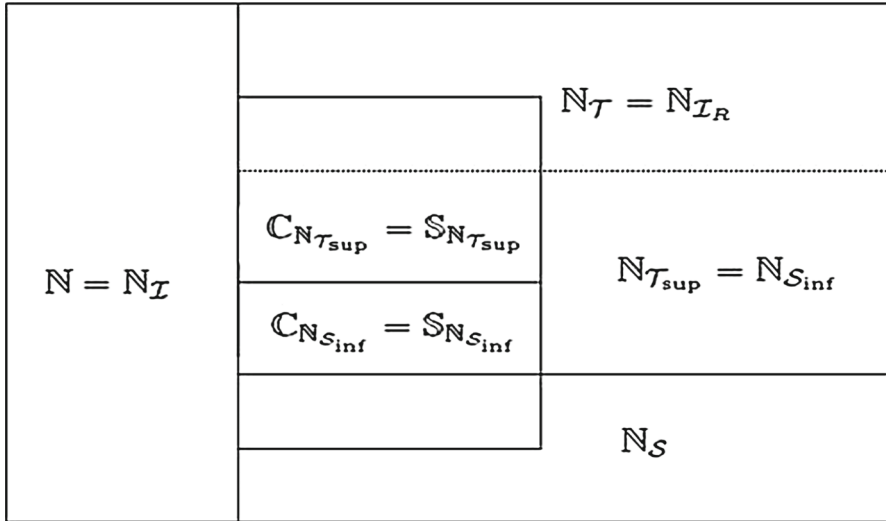 ℕ_𝒯 = ℕ_{ℐ_R}
ℂ_{ℕ_{𝒯_sup}} = 𝕊_{ℕ_{𝒯_sup}}
ℕ = ℕ_ℐ
ℕ_{𝒯_sup} = ℕ_{𝒮_inf}
ℂ_{ℕ_{𝒮_inf}} = 𝕊_{ℕ_{𝒮_inf}}
ℕ_𝒮